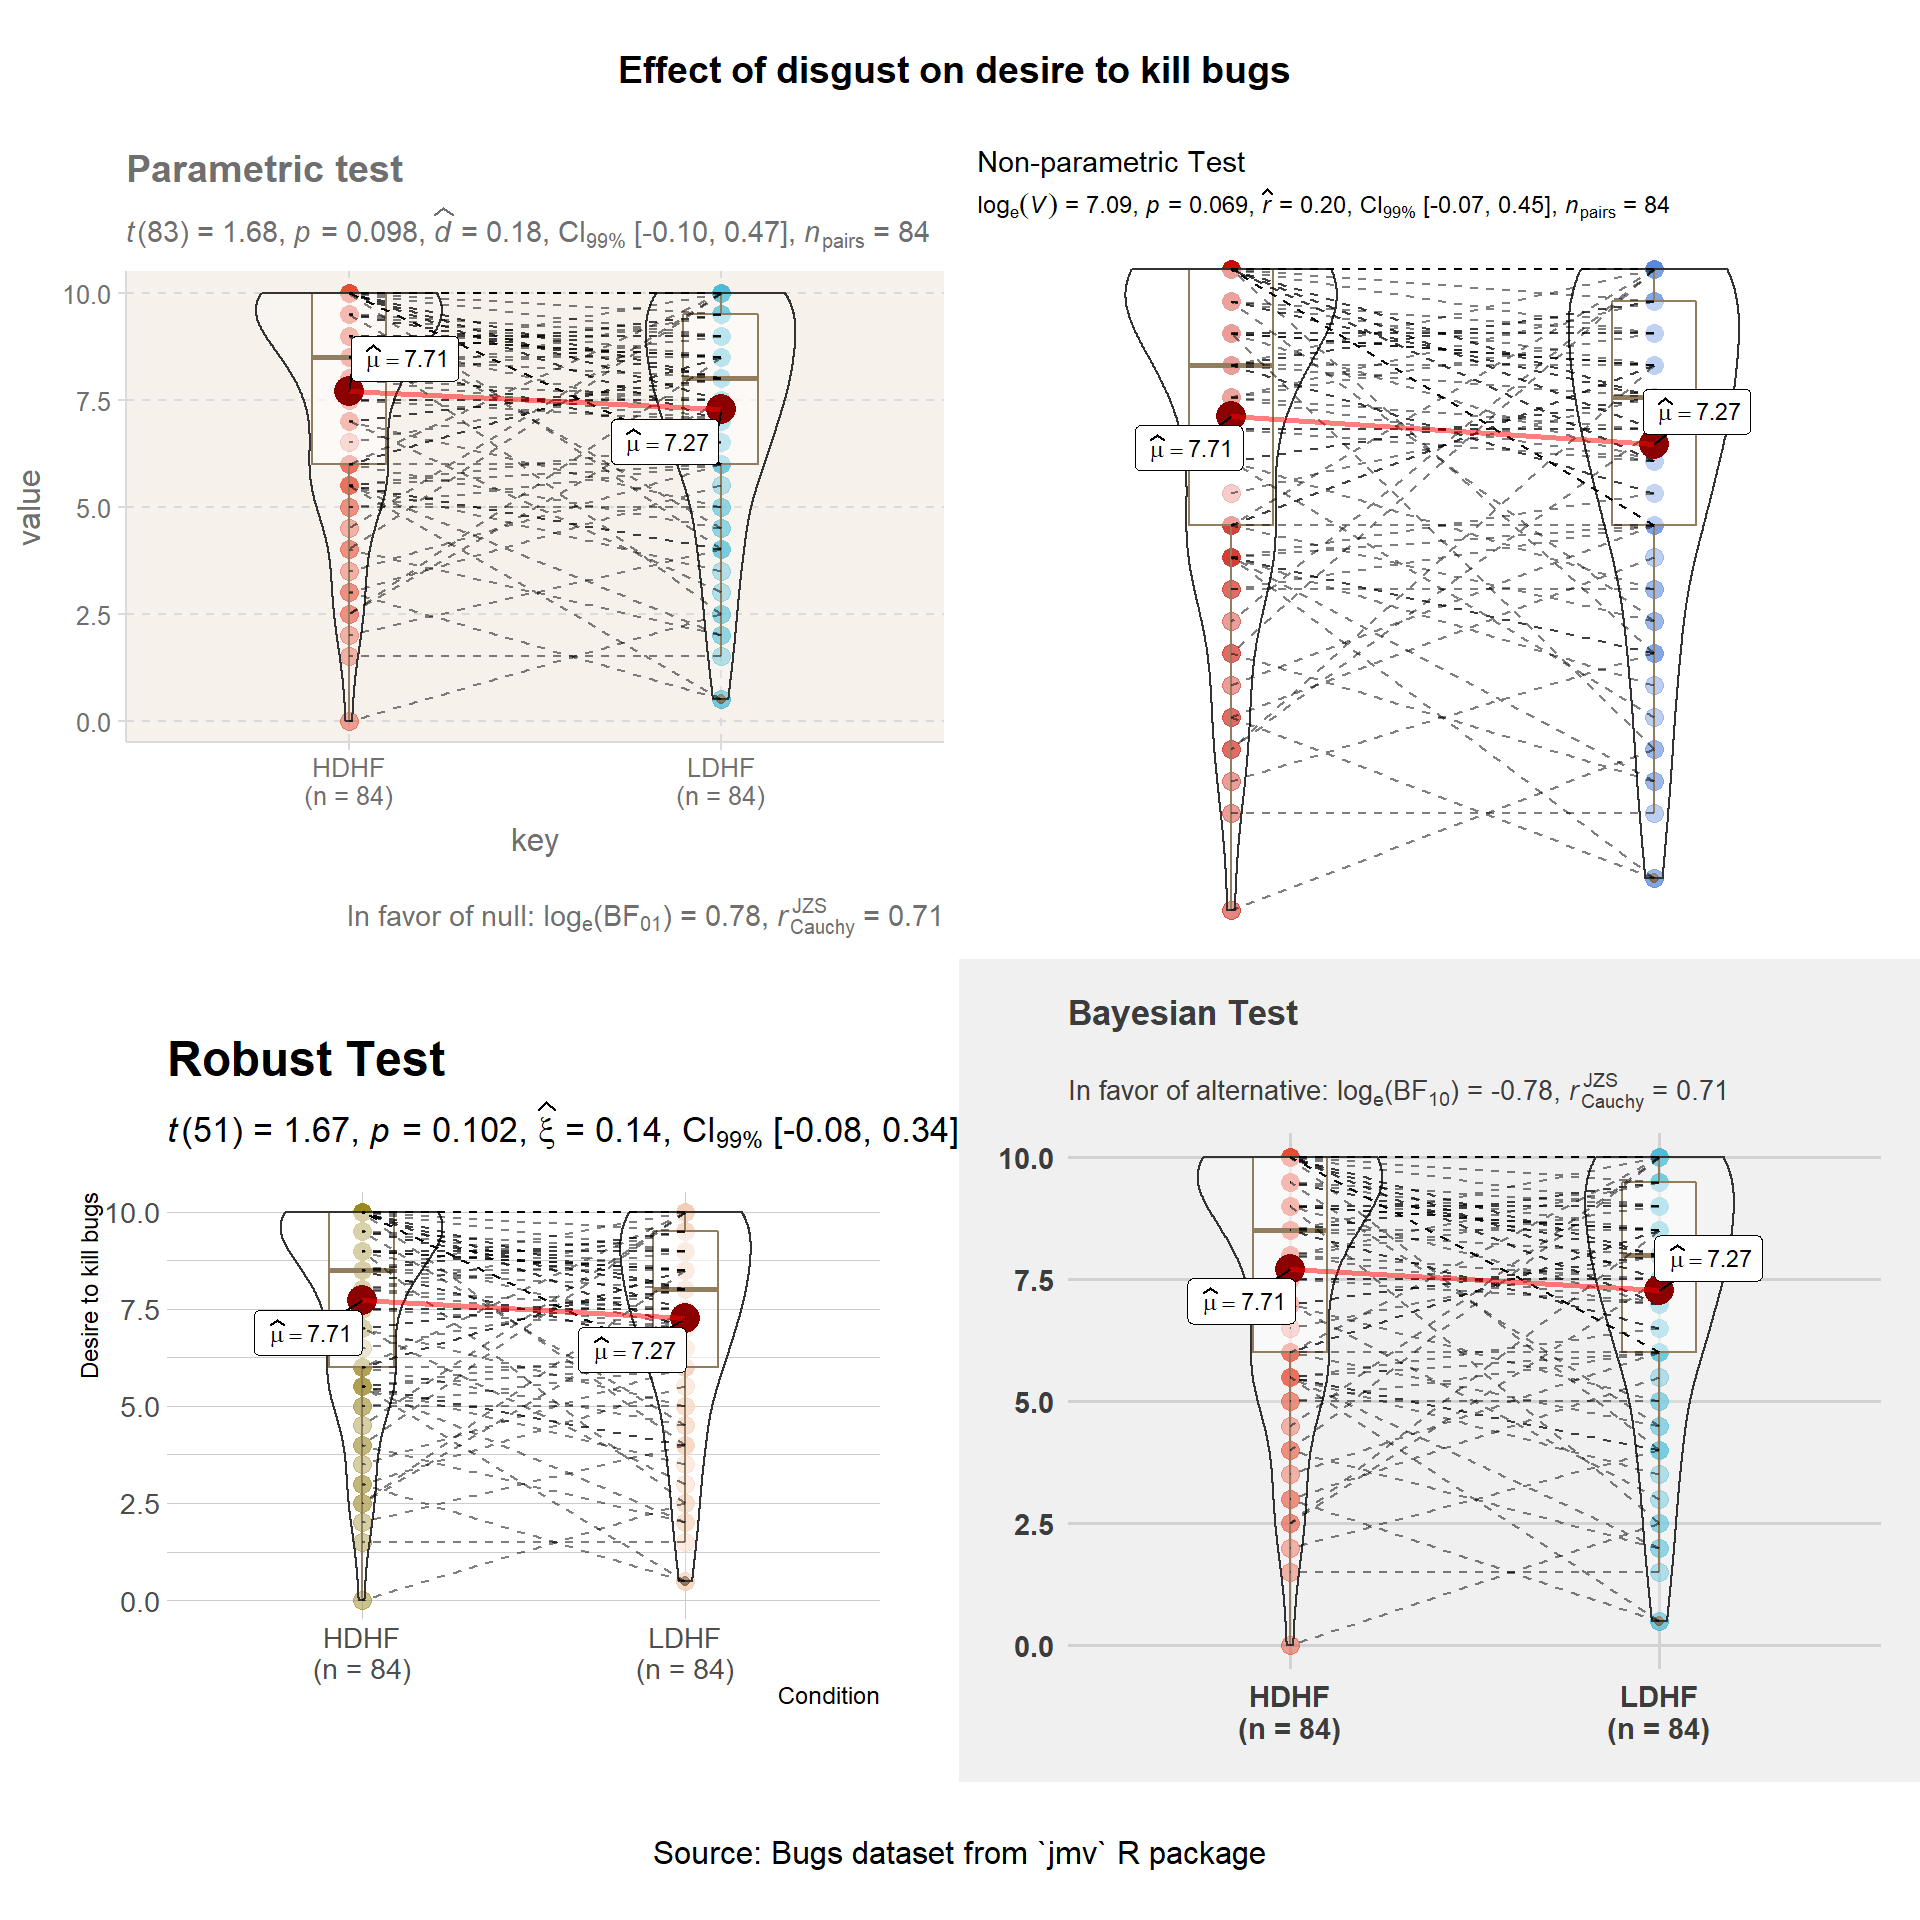 Effect of disgust on desire to kill bugs
Parametric test
t(83) = 1.68, p = 0.098, d̂ = 0.18, CI99% [-0.10, 0.47], npairs = 84
value
10.0
7.5
5.0
2.5
0.0
μ̂ = 7.71
μ̂ = 7.27
HDHF
(n = 84)
LDHF
(n = 84)
key
In favor of null: loge(BF01) = 0.78, rCauchyJZS = 0.71
Non-parametric Test
loge(V) = 7.09, p = 0.069, r̂ = 0.20, CI99% [-0.07, 0.45], npairs = 84
μ̂ = 7.71
μ̂ = 7.27
Robust Test
t(51) = 1.67, p = 0.102, ξ̂ = 0.14, CI99% [-0.08, 0.34]
Desire to kill bugs
10.0
7.5
5.0
2.5
0.0
μ̂ = 7.71
μ̂ = 7.27
HDHF
(n = 84)
LDHF
(n = 84)
Condition
Bayesian Test
In favor of alternative: loge(BF10) = -0.78, rCauchyJZS = 0.71
10.0
7.5
5.0
2.5
0.0
μ̂ = 7.71
μ̂ = 7.27
HDHF
(n = 84)
LDHF
(n = 84)
Source: Bugs dataset from `jmv` R package